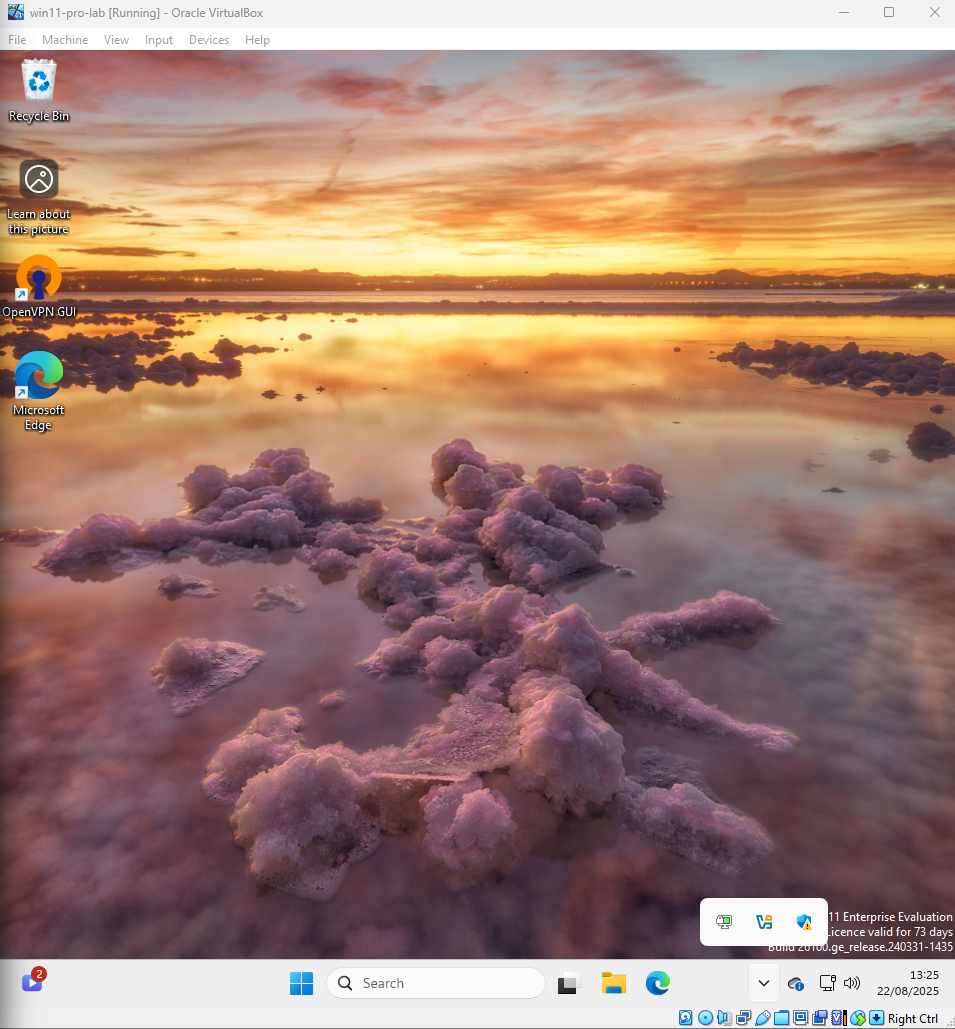 win11-pro-lab [Running] - Oracle VirtualBox
File Machine View Input Devices Help
Recycle Bin
Learn about
this picture
OpenVPN GUI
Microsoft
Edge
11 Enterprise Evaluation
Licence valid for 73 days
Build 26100.ge_release.240331-1435
2
Search
13:25
22/08/2025
Right Ctrl